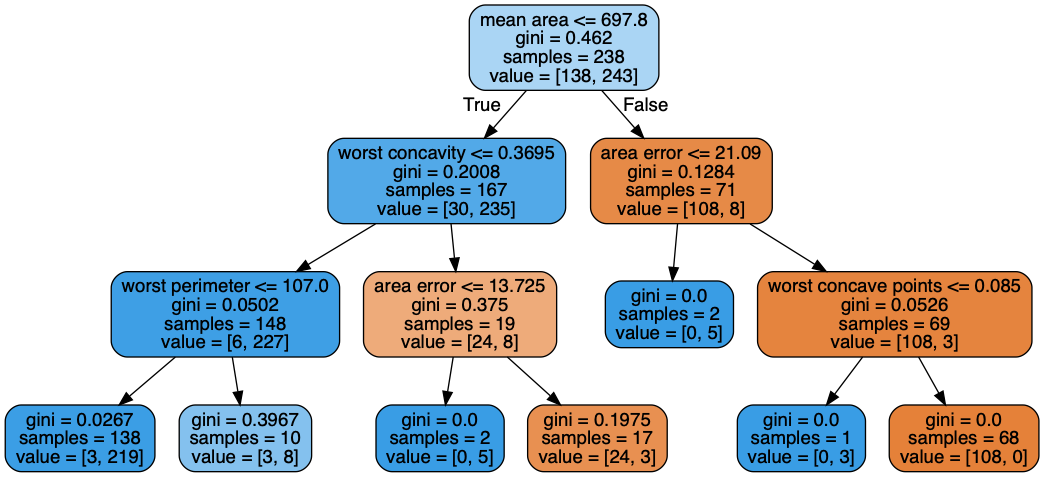 mean area <= 697.8
gini = 0.462
samples = 238
value = [138, 243]
True
False
worst concavity <= 0.3695
gini = 0.2008
samples = 167
value = [30, 235]
area error <= 21.09
gini = 0.1284
samples = 71
value = [108, 8]
worst perimeter <= 107.0
gini = 0.0502
samples = 148
value = [6, 227]
area error <= 13.725
gini = 0.375
samples = 19
value = [24, 8]
gini = 0.0
samples = 2
value = [0, 5]
worst concave points <= 0.085
gini = 0.0526
samples = 69
value = [108, 3]
gini = 0.0267
samples = 138
value = [3, 219]
gini = 0.3967
samples = 10
value = [3, 8]
gini = 0.0
samples = 2
value = [0, 5]
gini = 0.1975
samples = 17
value = [24, 3]
gini = 0.0
samples = 1
value = [0, 3]
gini = 0.0
samples = 68
value = [108, 0]